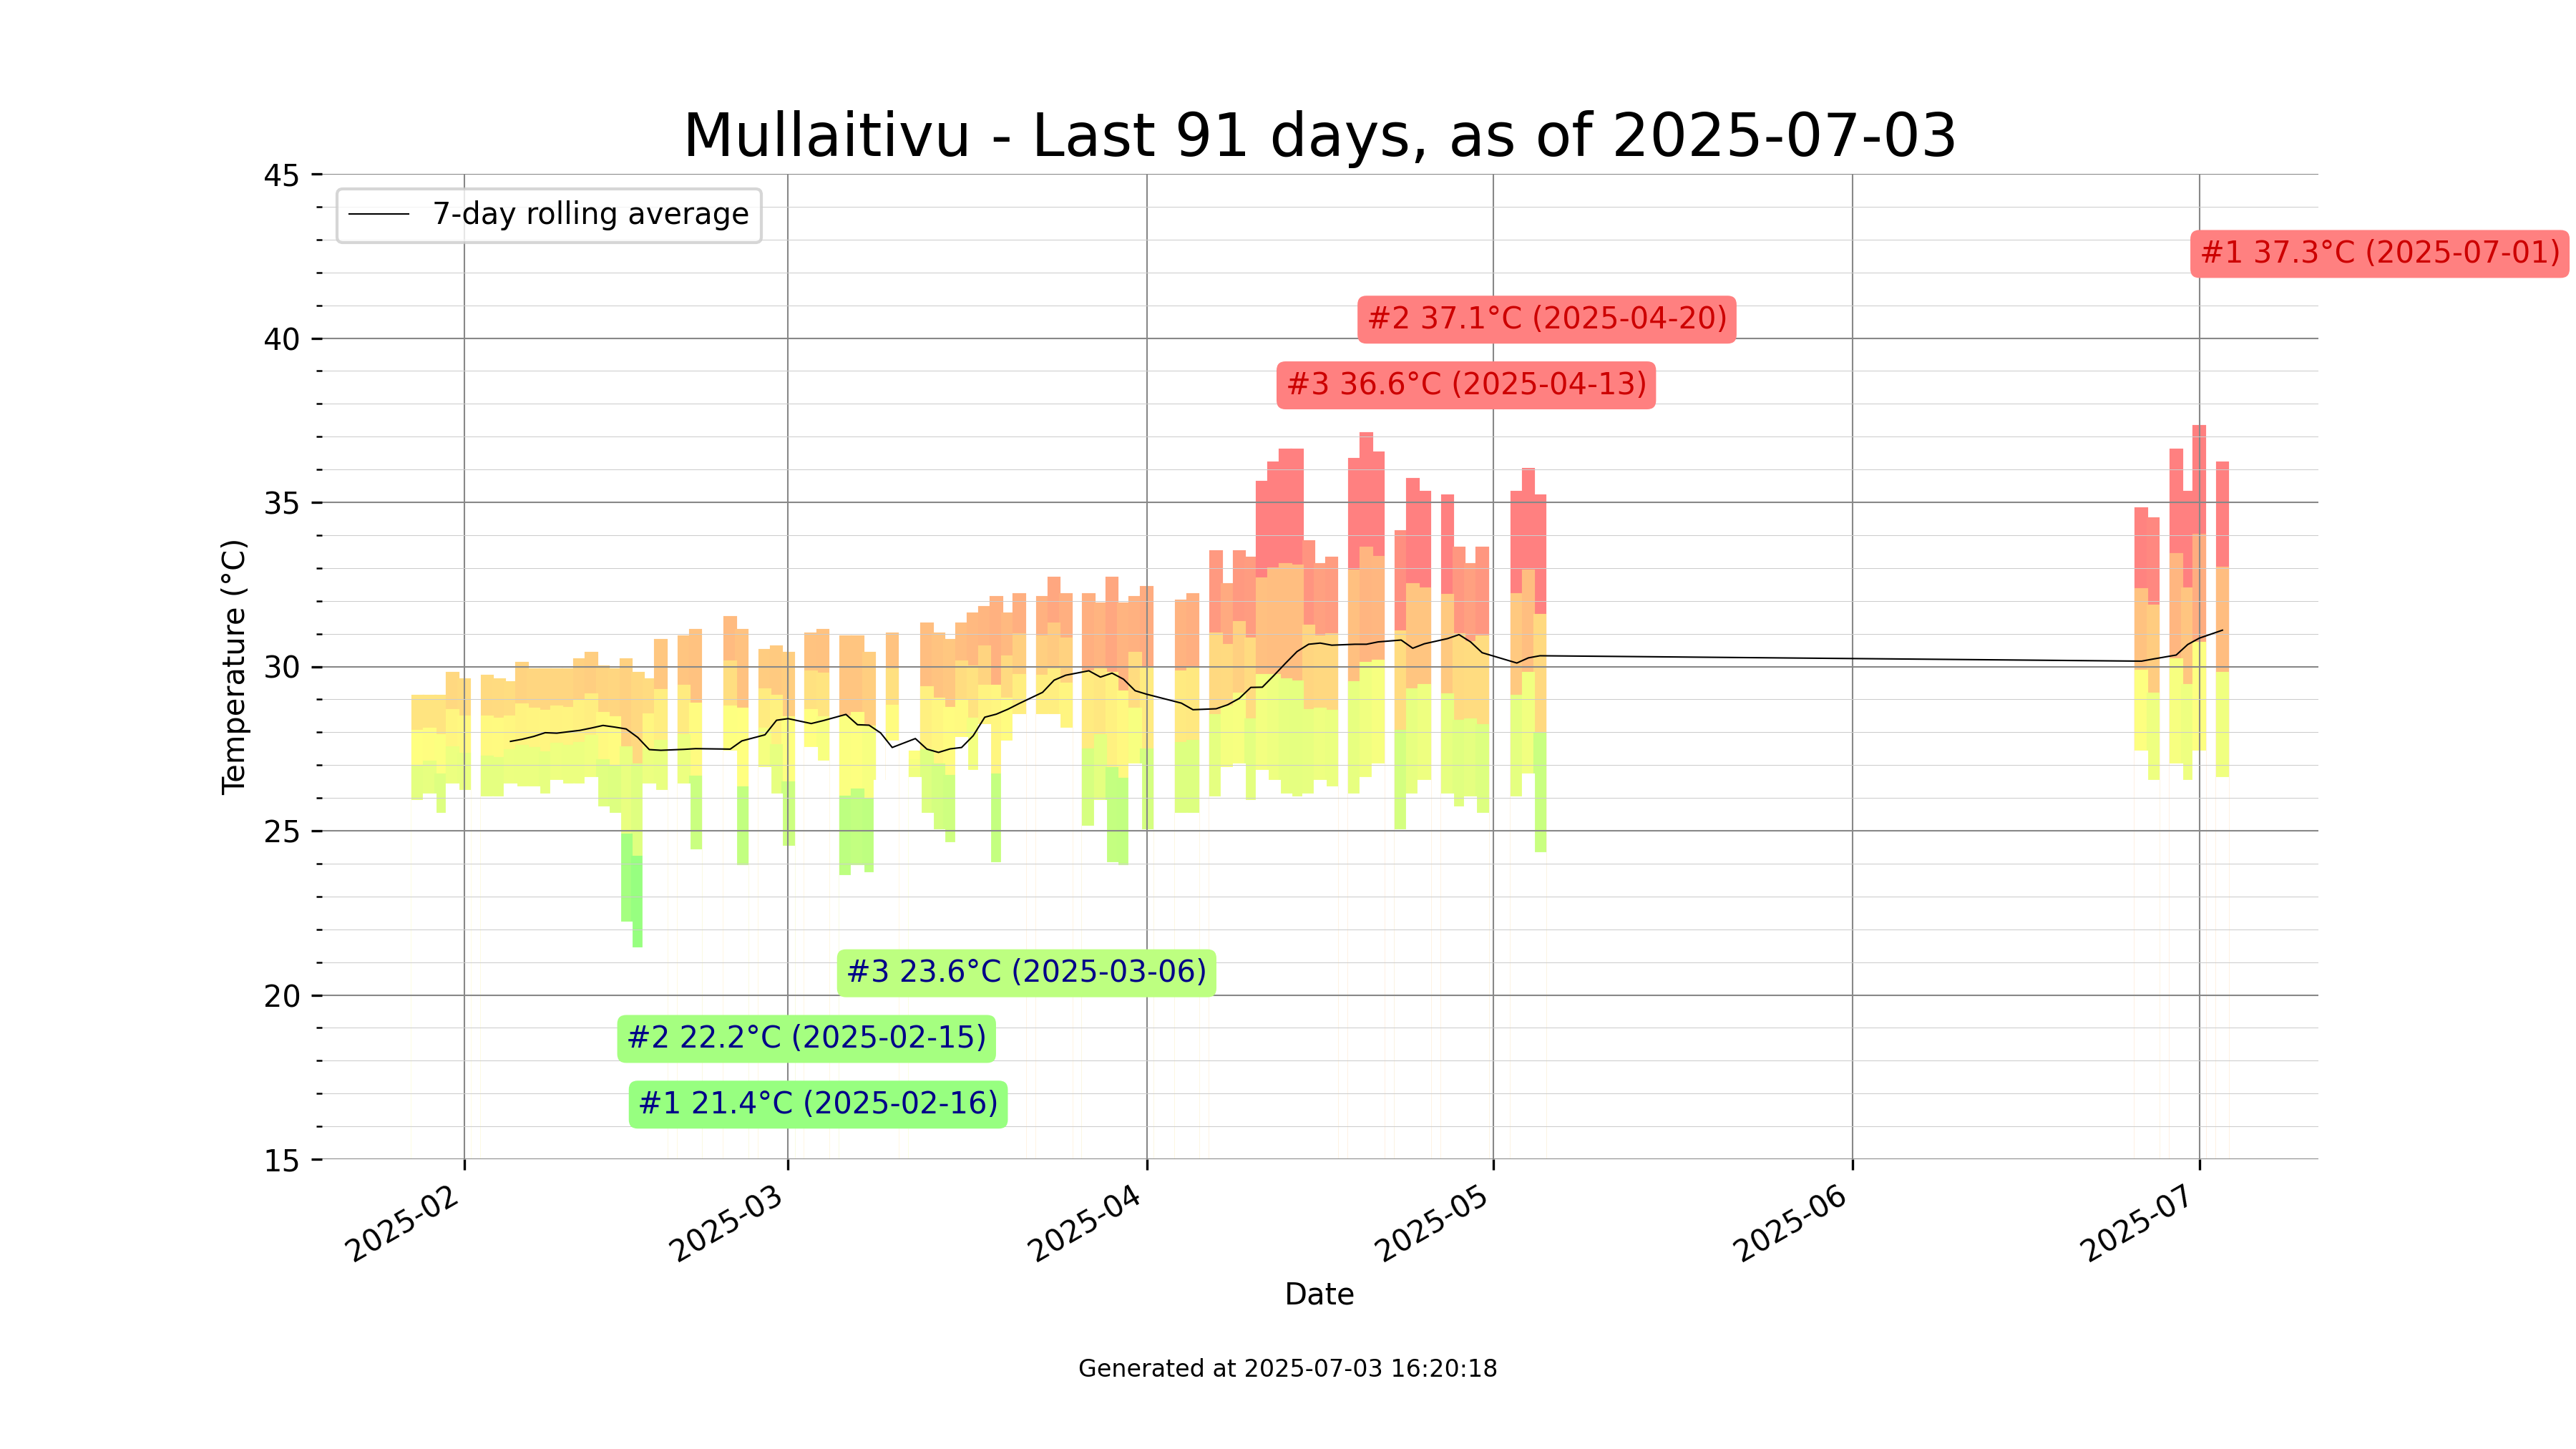 Mullaitivu - Last 91 days, as of 2025-07-03
45
7-day rolling average
#1 37.3°C (2025-07-01)
#2 37.1°C (2025-04-20)
40
#3 36.6°C (2025-04-13)
35
Temperature (°C)
30
25
#3 23.6°C (2025-03-06)
20
#2 22.2°C (2025-02-15)
#1 21.4°C (2025-02-16)
15
2025-02
2025-03
2025-04
2025-05
2025-06
2025-07
Date
Generated at 2025-07-03 16:20:18